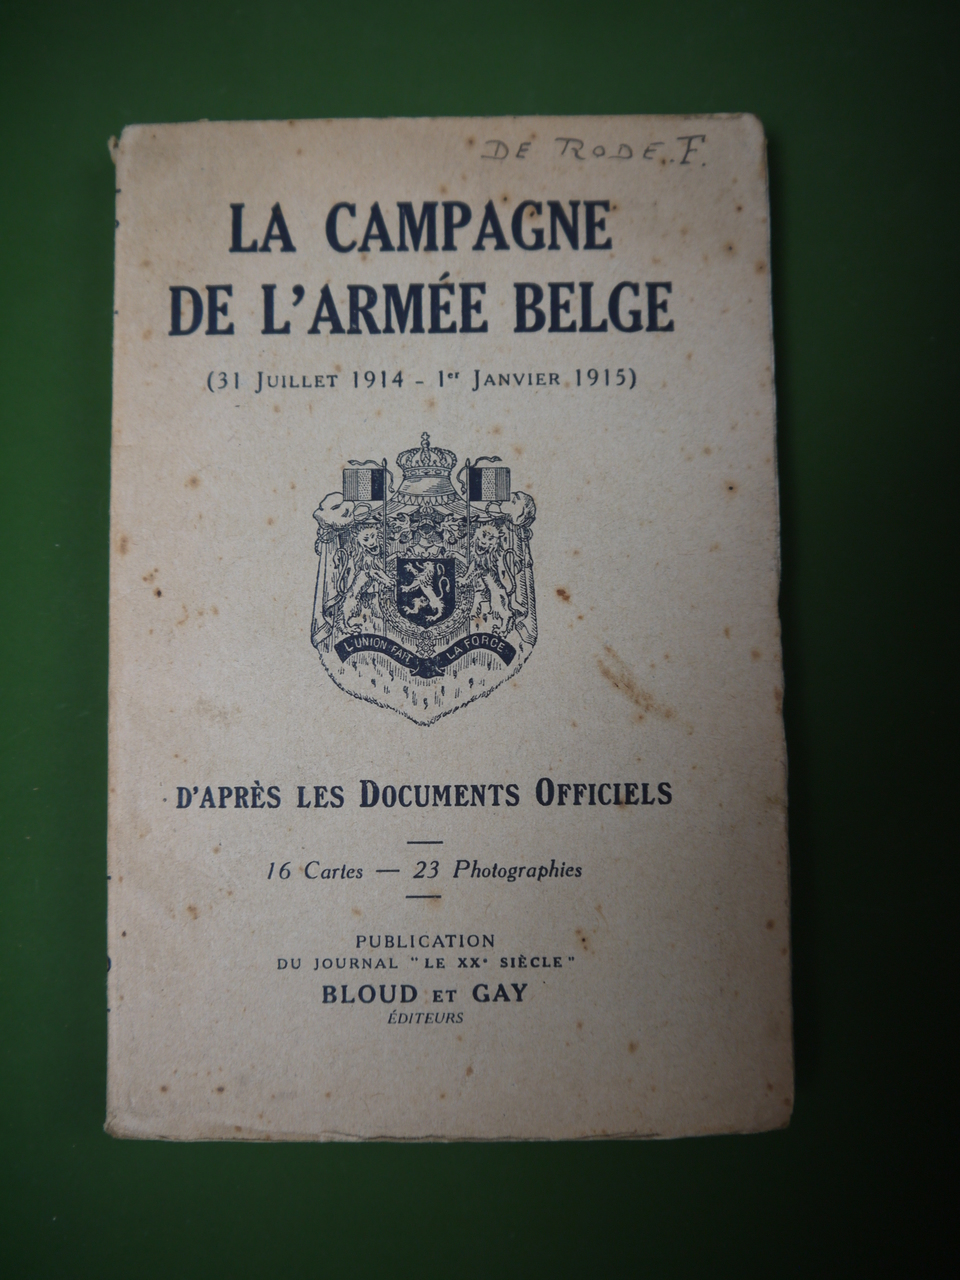 DE RODE. F.
LA CAMPAGNE
DE L'ARMÉE BELGE
(31 JUILLET 1914 - 1er JANVIER 1915)
L'UNION FAIT LA FORCE
D'APRÈS LES DOCUMENTS OFFICIELS
16 Cartes — 23 Photographies
PUBLICATION
DU JOURNAL "LE XXe SIÈCLE"
BLOUD ET GAY
ÉDITEURS